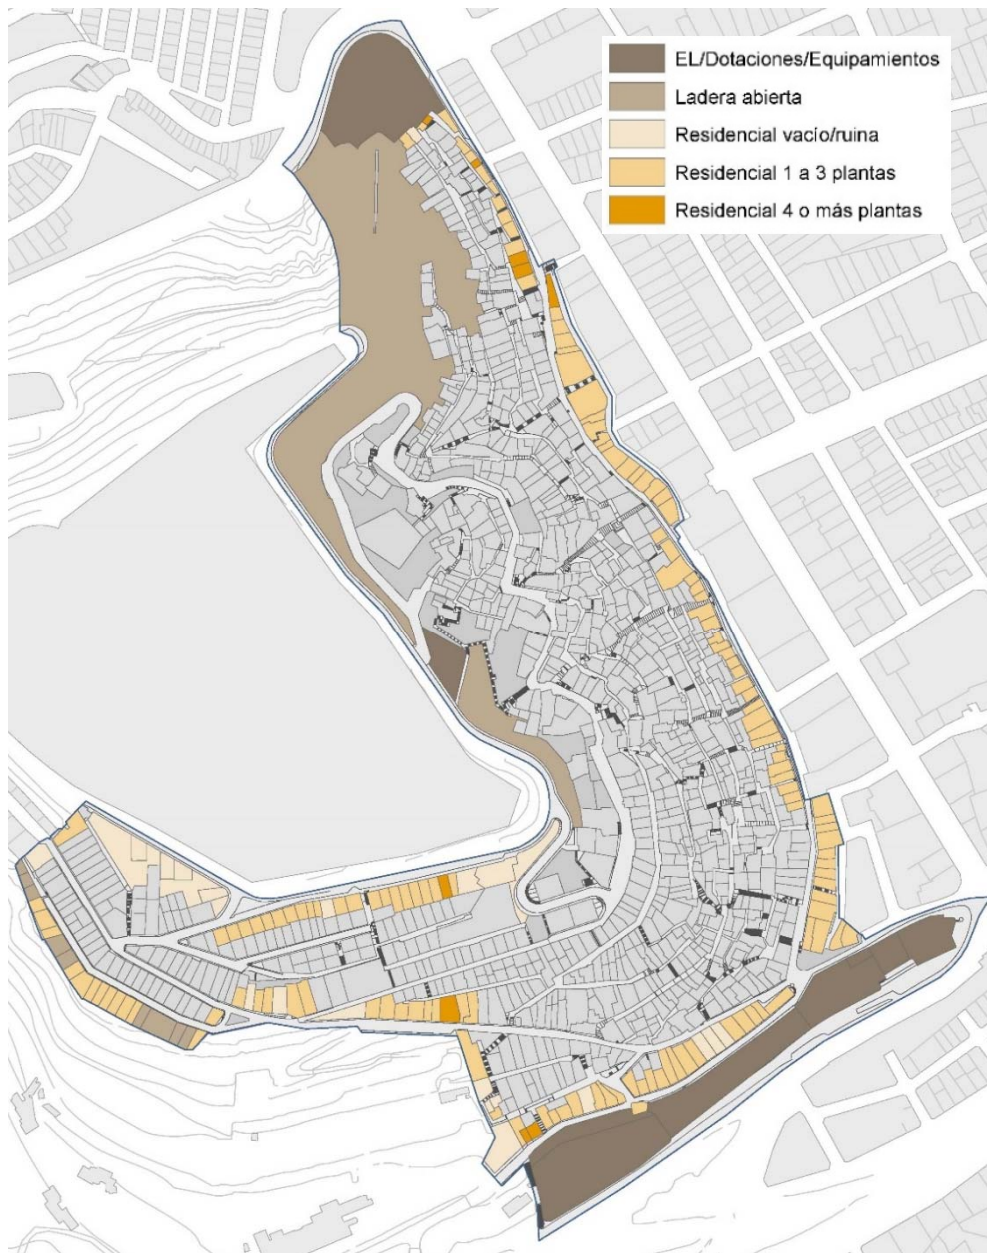 EL/Dotaciones/Equipamientos
Ladera abierta
Residencial vacío/ruina
Residencial 1 a 3 plantas
Residencial 4 o más plantas